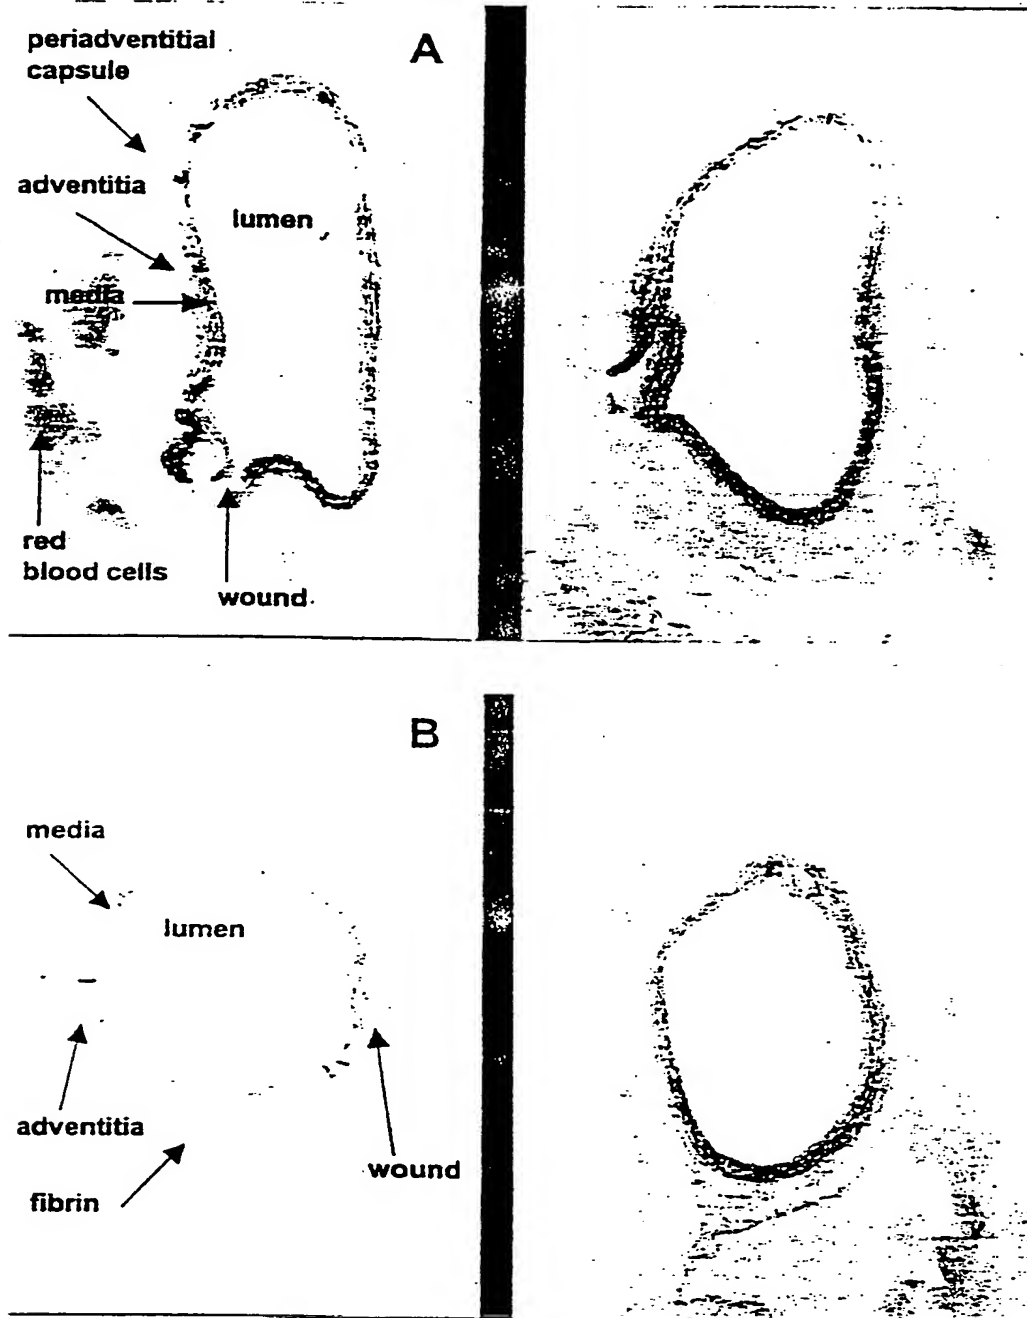 periadventitial
capsule
A
adventitia
lumen
media
red
blood cells
wound
B
media
lumen
adventitia
wound
fibrin